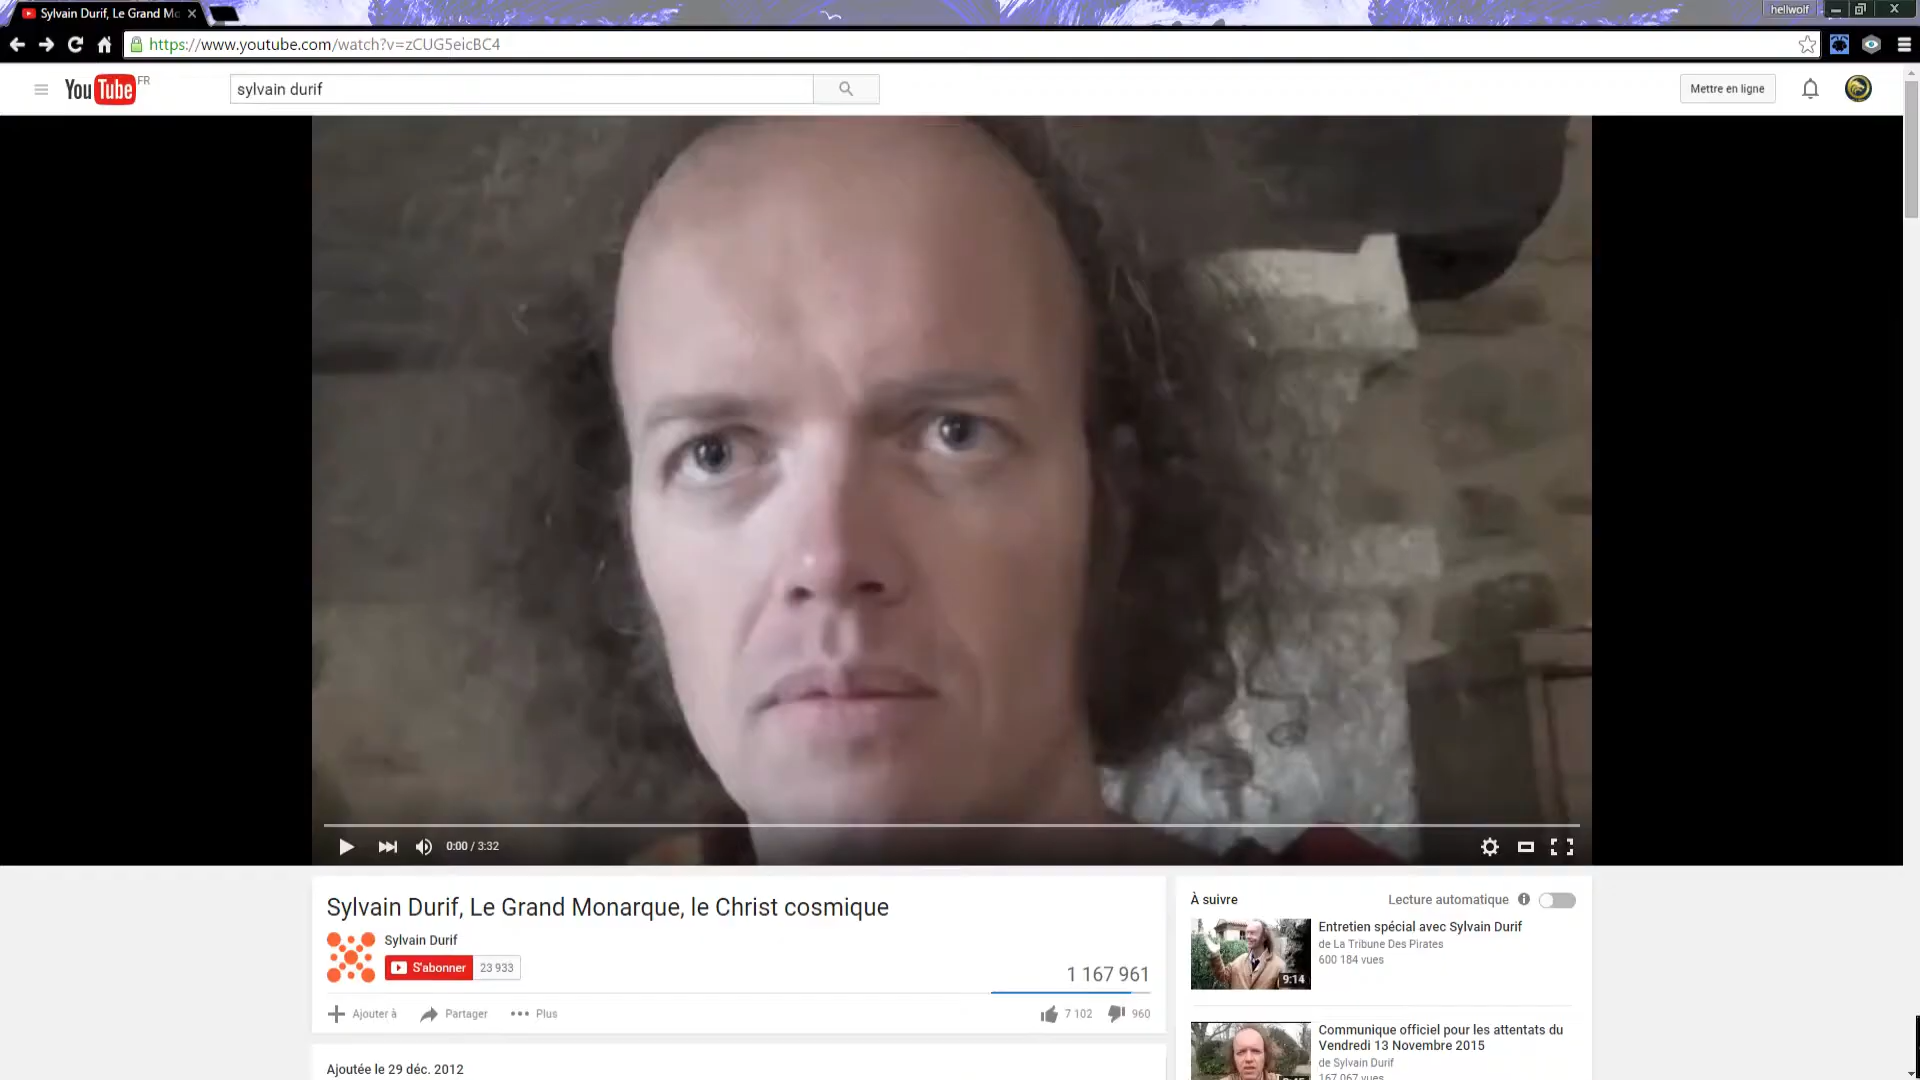 Sylvain Durif, Le Grand Mo
hellwolf
https://www.youtube.com/watch?v=zCUG5eicBC4
YouTube FR
sylvain durif
Mettre en ligne
0:00 / 3:32
Sylvain Durif, Le Grand Monarque, le Christ cosmique
Sylvain Durif
S'abonner 23 933
1 167 961
Ajouter à Partager Plus
7 102 960
Ajoutée le 29 déc. 2012
À suivre
Lecture automatique
Entretien spécial avec Sylvain Durif
de La Tribune Des Pirates
600 184 vues
9:14
Communique officiel pour les attentats du
Vendredi 13 Novembre 2015
de Sylvain Durif
167 067 vues